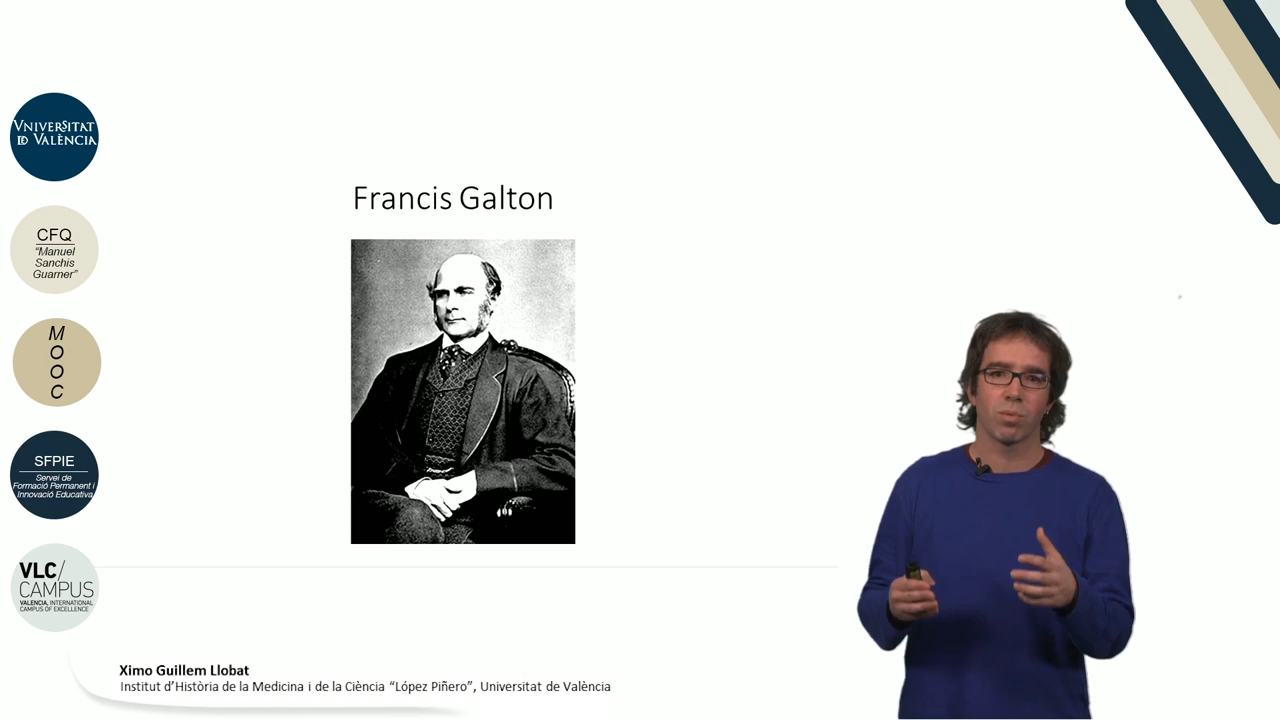 VNIVERSITAT
ID VALÈNCIA
CFQ
“Manuel
Sanchis
Guarner”
M
O
O
C
SFPIE
Servei de
Formació Permanent i
Innovació Educativa
VLC/
CAMPUS
VALENCIA, INTERNATIONAL
CAMPUS OF EXCELLENCE
Francis Galton
Ximo Guillem Llobat
Institut d’Història de la Medicina i de la Ciència “López Piñero”, Universitat de València